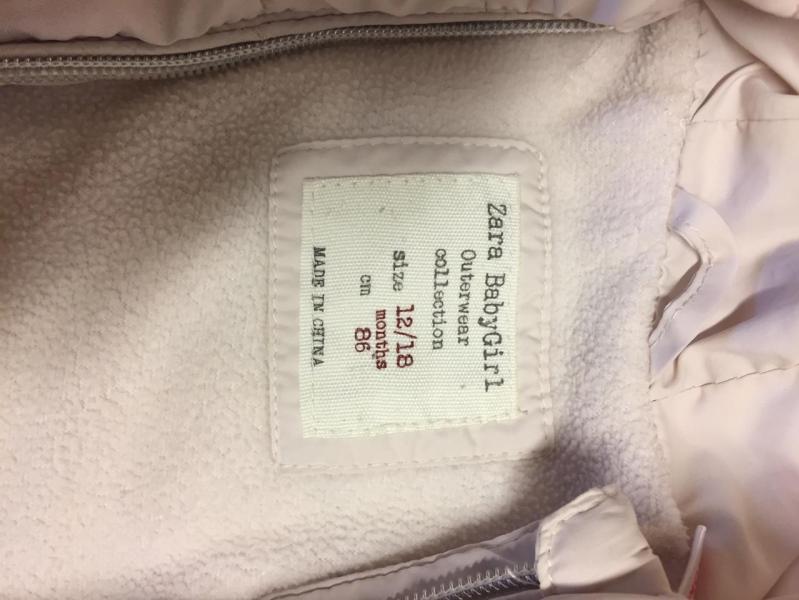 Zara BabyGirl
Outerwear
collection
size 12/18
months
cm 86
MADE IN CHINA